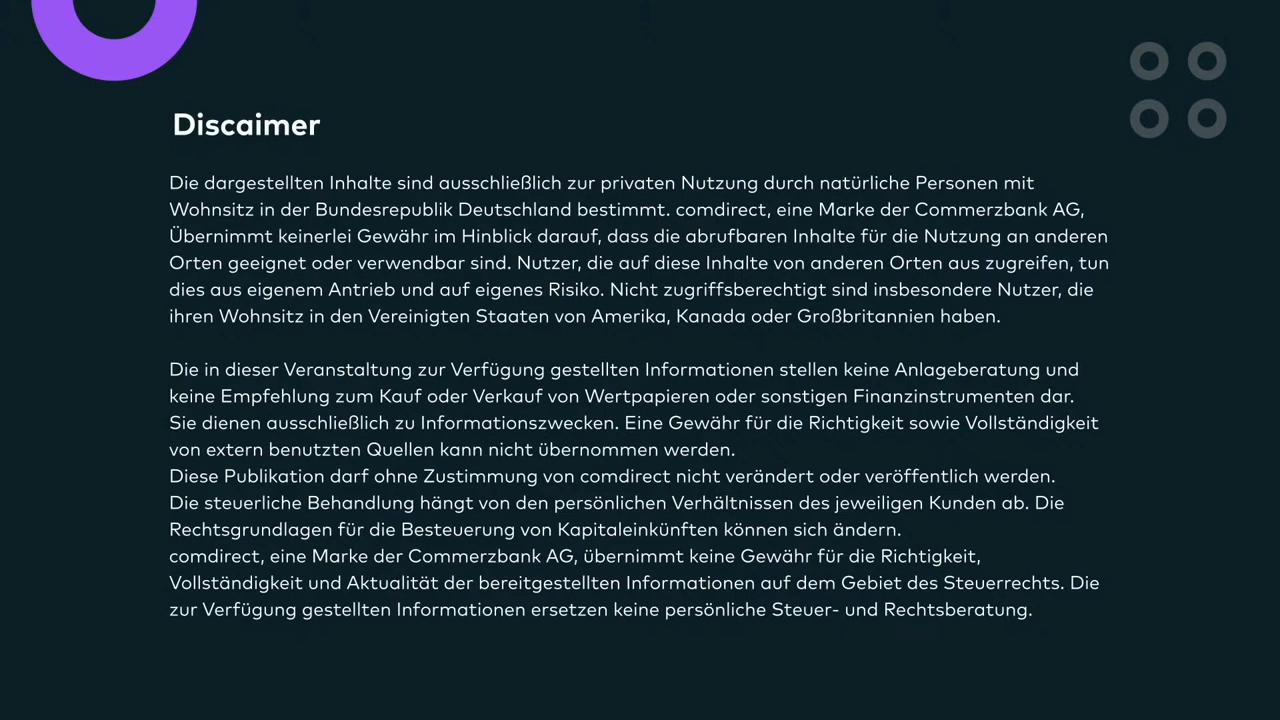 Discaimer
Die dargestellten Inhalte sind ausschließlich zur privaten Nutzung durch natürliche Personen mit
Wohnsitz in der Bundesrepublik Deutschland bestimmt. comdirect, eine Marke der Commerzbank AG,
Übernimmt keinerlei Gewähr im Hinblick darauf, dass die abrufbaren Inhalte für die Nutzung an anderen
Orten geeignet oder verwendbar sind. Nutzer, die auf diese Inhalte von anderen Orten aus zugreifen, tun
dies aus eigenem Antrieb und auf eigenes Risiko. Nicht zugriffsberechtigt sind insbesondere Nutzer, die
ihren Wohnsitz in den Vereinigten Staaten von Amerika, Kanada oder Großbritannien haben.
Die in dieser Veranstaltung zur Verfügung gestellten Informationen stellen keine Anlageberatung und
keine Empfehlung zum Kauf oder Verkauf von Wertpapieren oder sonstigen Finanzinstrumenten dar.
Sie dienen ausschließlich zu Informationszwecken. Eine Gewähr für die Richtigkeit sowie Vollständigkeit
von extern benutzten Quellen kann nicht übernommen werden.
Diese Publikation darf ohne Zustimmung von comdirect nicht verändert oder veröffentlich werden.
Die steuerliche Behandlung hängt von den persönlichen Verhältnissen des jeweiligen Kunden ab. Die
Rechtsgrundlagen für die Besteuerung von Kapitaleinkünften können sich ändern.
comdirect, eine Marke der Commerzbank AG, übernimmt keine Gewähr für die Richtigkeit,
Vollständigkeit und Aktualität der bereitgestellten Informationen auf dem Gebiet des Steuerrechts. Die
zur Verfügung gestellten Informationen ersetzen keine persönliche Steuer- und Rechtsberatung.